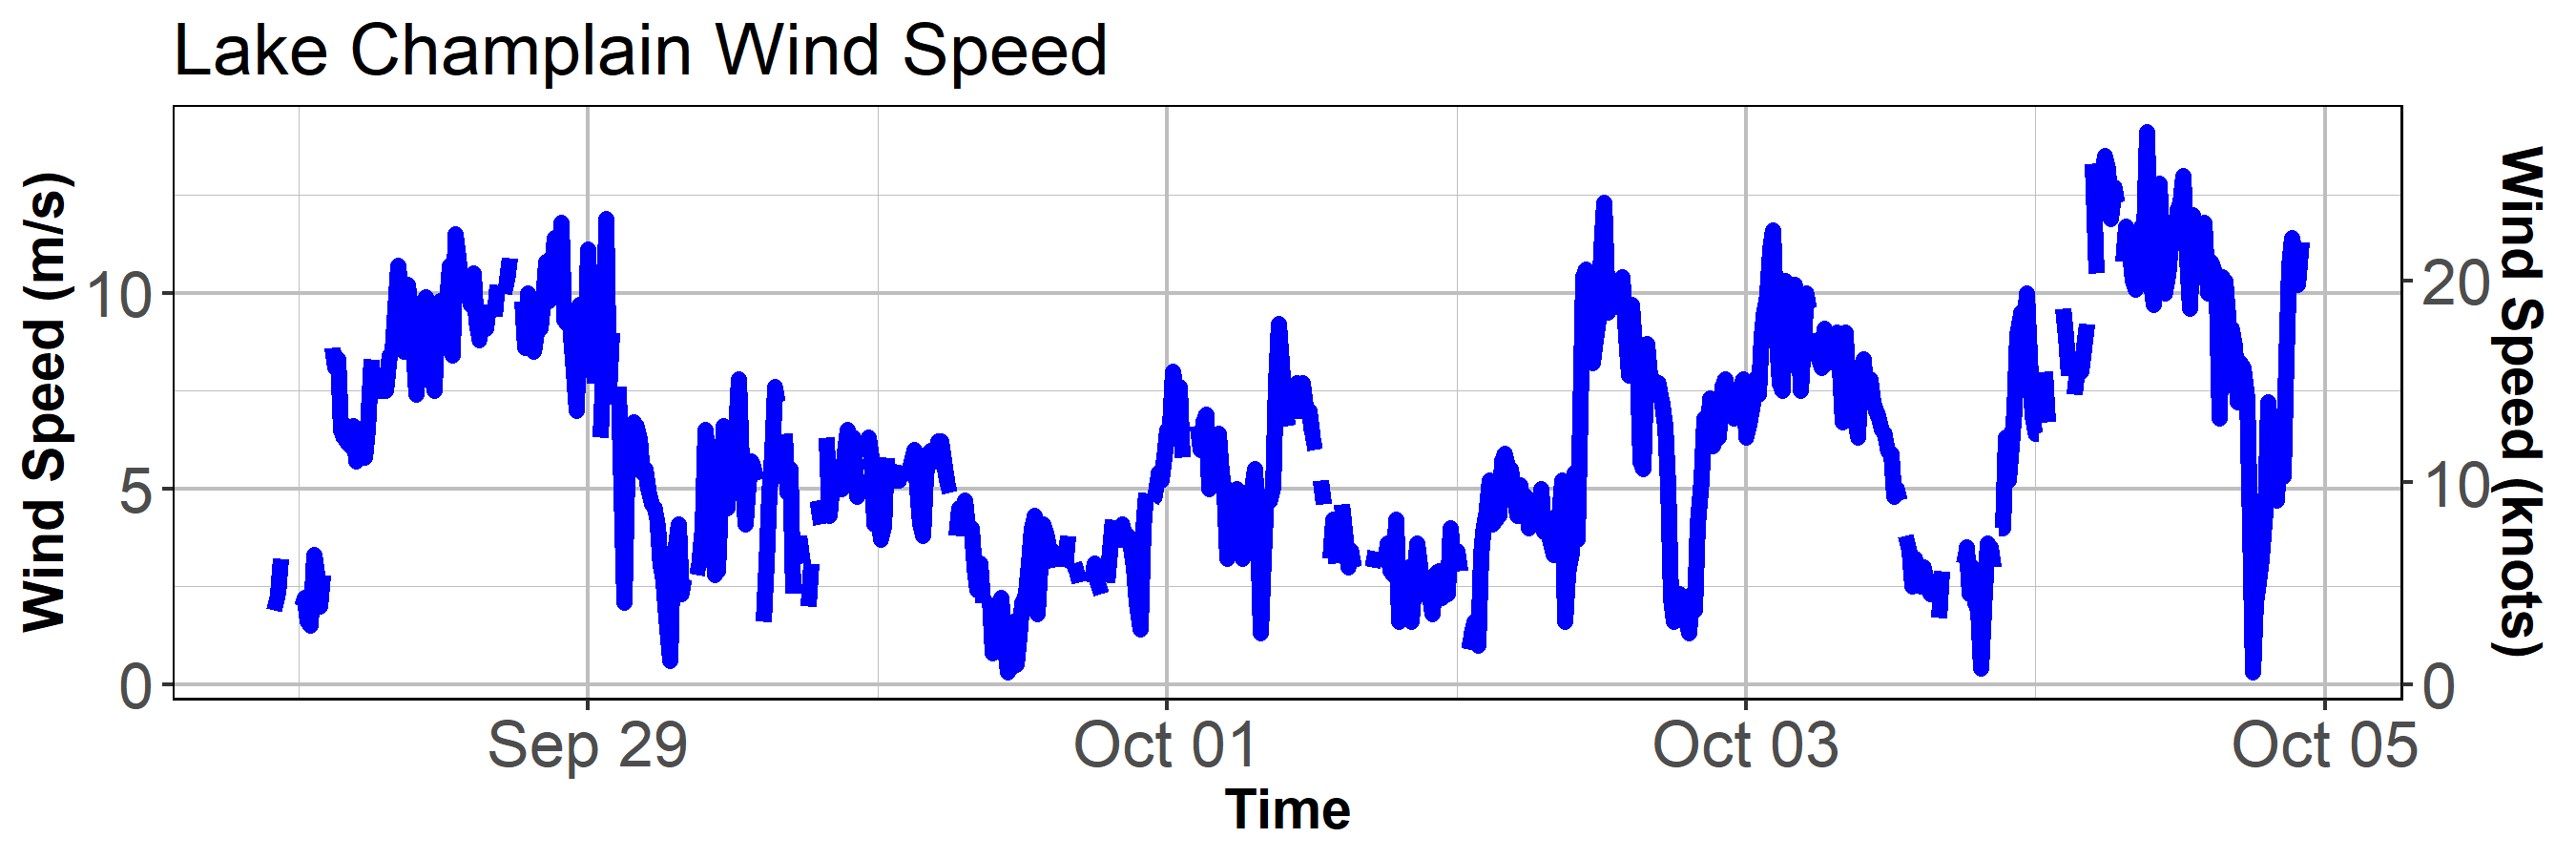 Lake Champlain Wind Speed
Wind Speed (m/s)
10
5
0
20
10
0
Wind Speed (knots)
Sep 29
Oct 01
Oct 03
Oct 05
Time